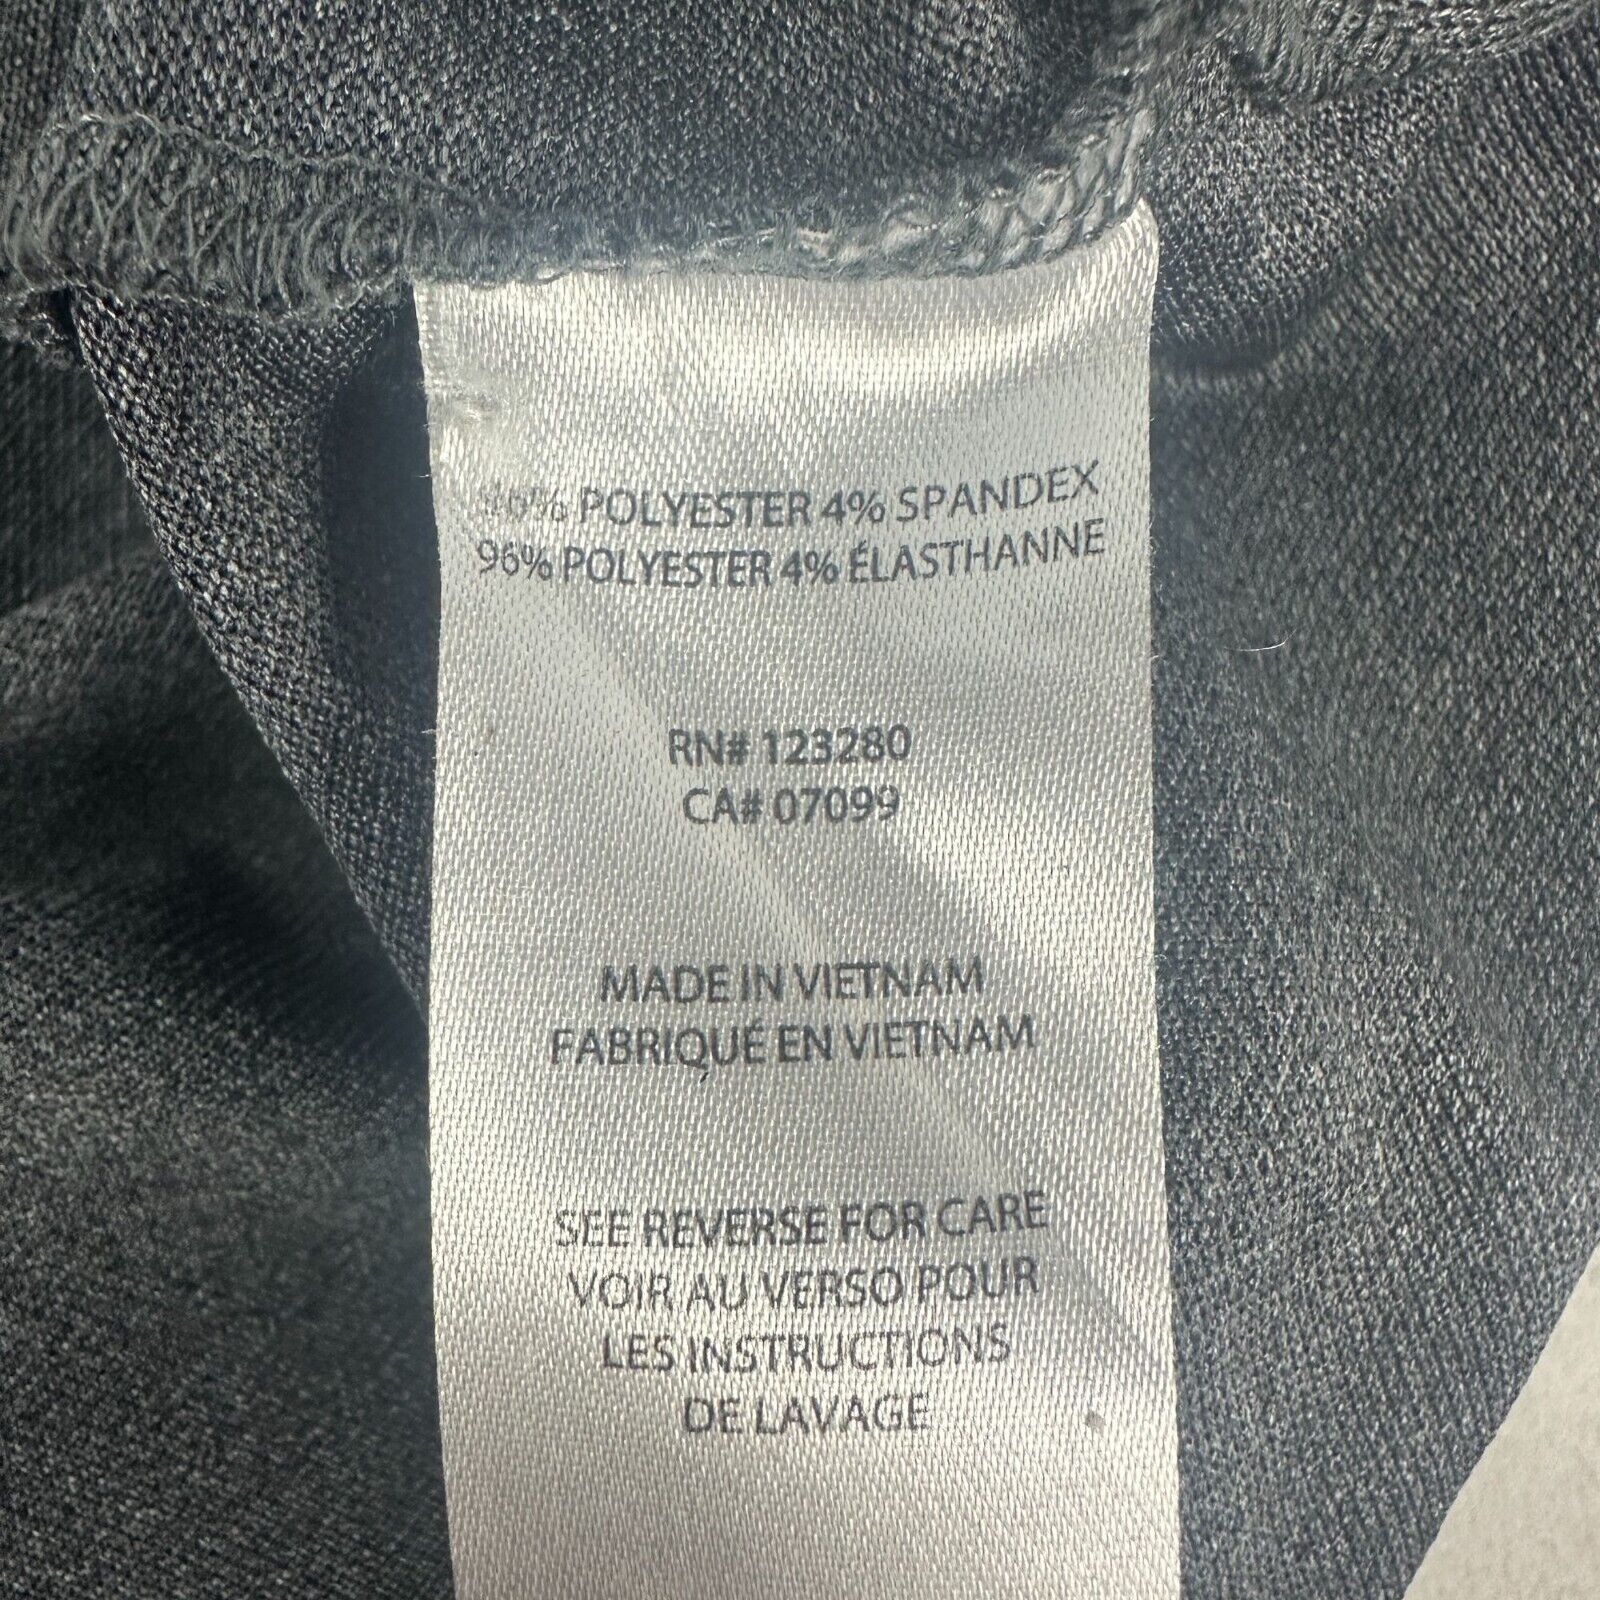 96% POLYESTER 4% SPANDEX
96% POLYESTER 4% ÉLASTHANNE
RN# 123280
CA# 07099
MADE IN VIETNAM
FABRIQUÉ EN VIETNAM
SEE REVERSE FOR CARE
VOIR AU VERSO POUR
LES INSTRUCTIONS
DE LAVAGE